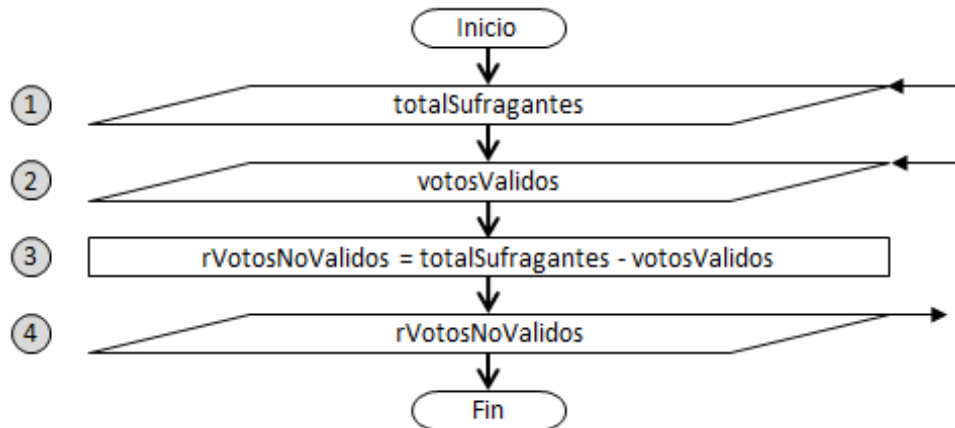 Inicio
1 totalSufragantes
2 votosValidos
3 rVotosNoValidos = totalSufragantes - votosValidos
4 rVotosNoValidos
Fin